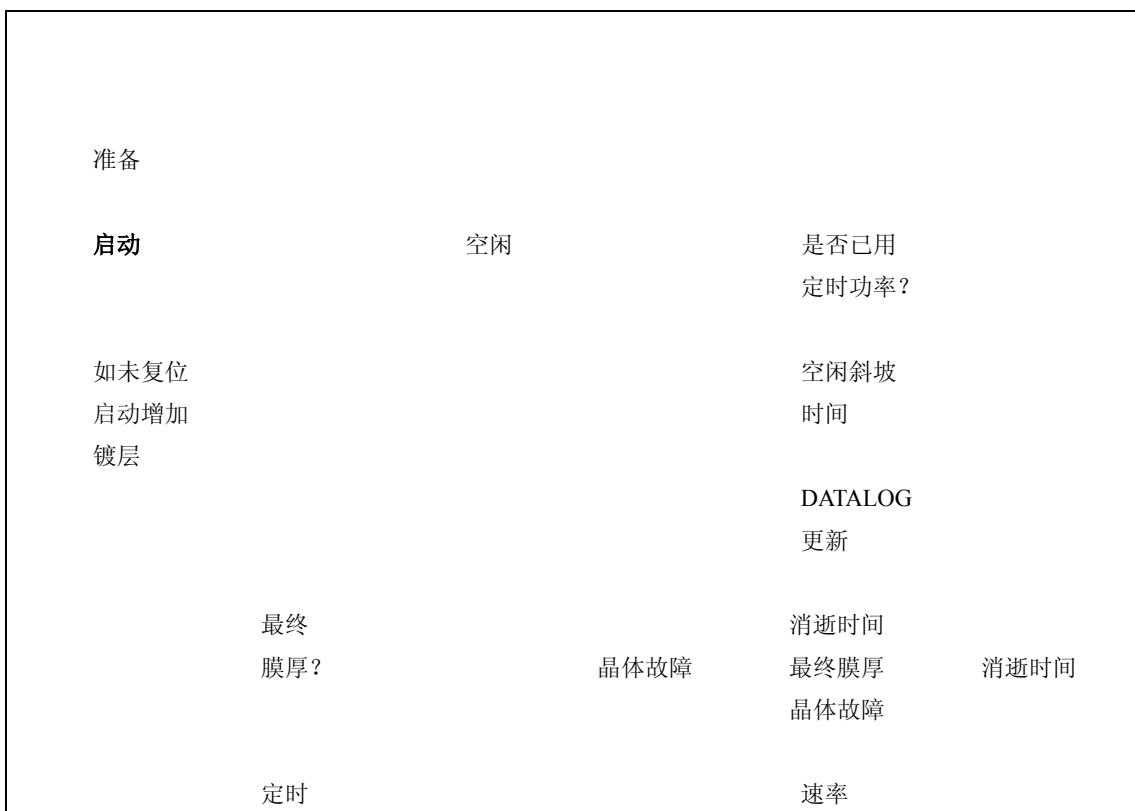 准备
启动 空闲 是否已用
定时功率？
如未复位 空闲斜坡
启动增加 时间
镀层
DATALOG
更新
最终 消逝时间
膜厚？ 晶体故障 最终膜厚 消逝时间
晶体故障
定时 速率